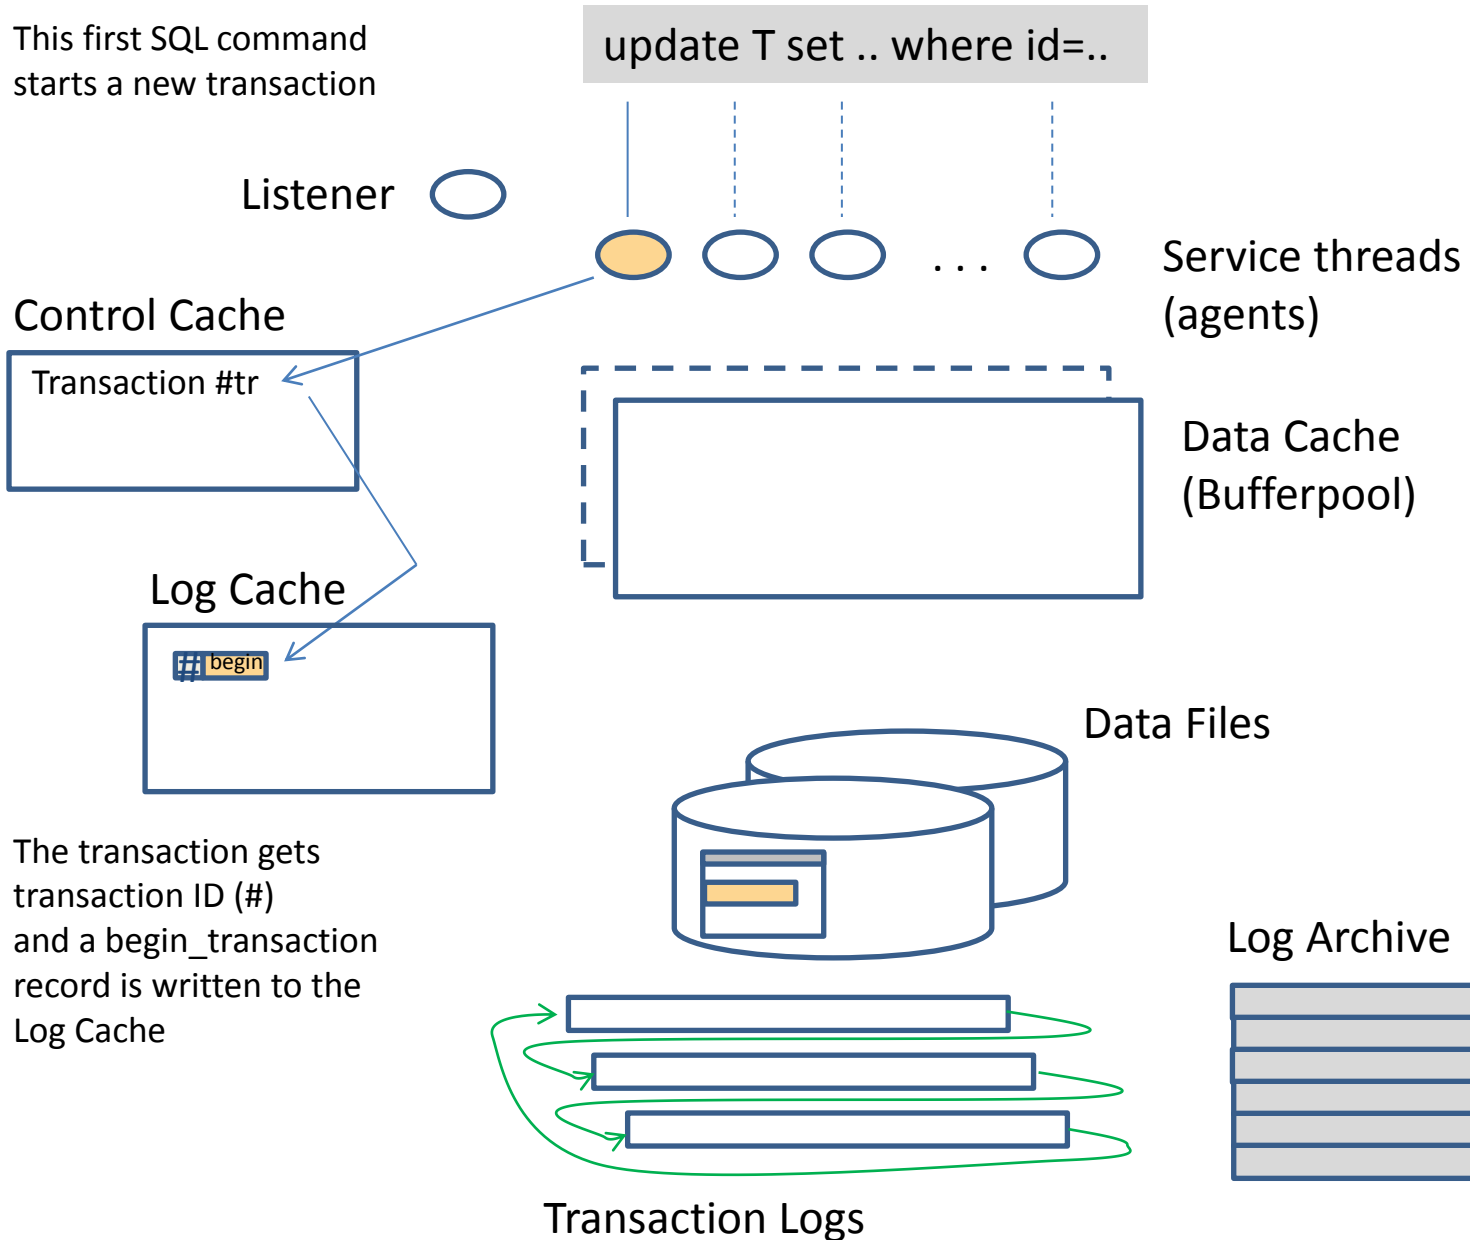 This first SQL command
starts a new transaction
update T set .. where id=..
Listener
. . .
Service threads
(agents)
Control Cache
Transaction #tr
Data Cache
(Bufferpool)
Log Cache
# begin
Data Files
The transaction gets
transaction ID (#)
and a begin_transaction
record is written to the
Log Cache
Log Archive
Transaction Logs